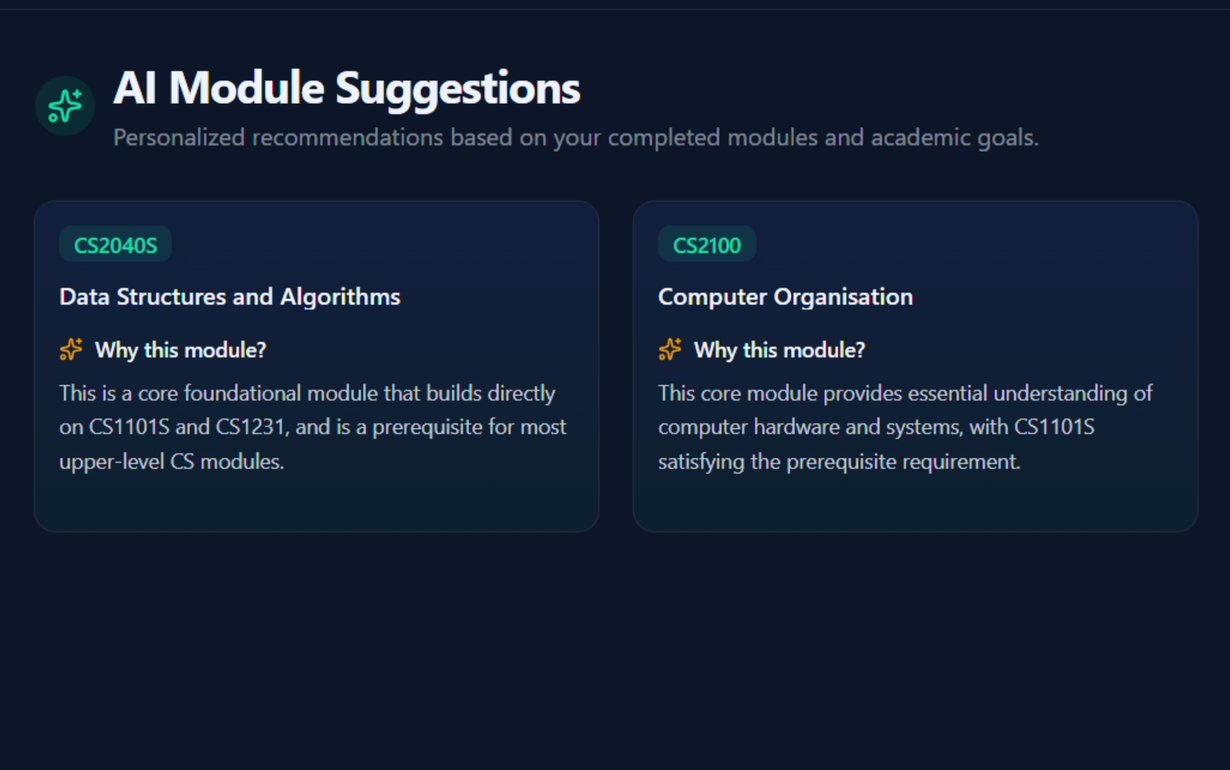 AI Module Suggestions
Personalized recommendations based on your completed modules and academic goals.
CS2040S
Data Structures and Algorithms
Why this module?
This is a core foundational module that builds directly
on CS1101S and CS1231, and is a prerequisite for most
upper-level CS modules.
CS2100
Computer Organisation
Why this module?
This core module provides essential understanding of
computer hardware and systems, with CS1101S
satisfying the prerequisite requirement.